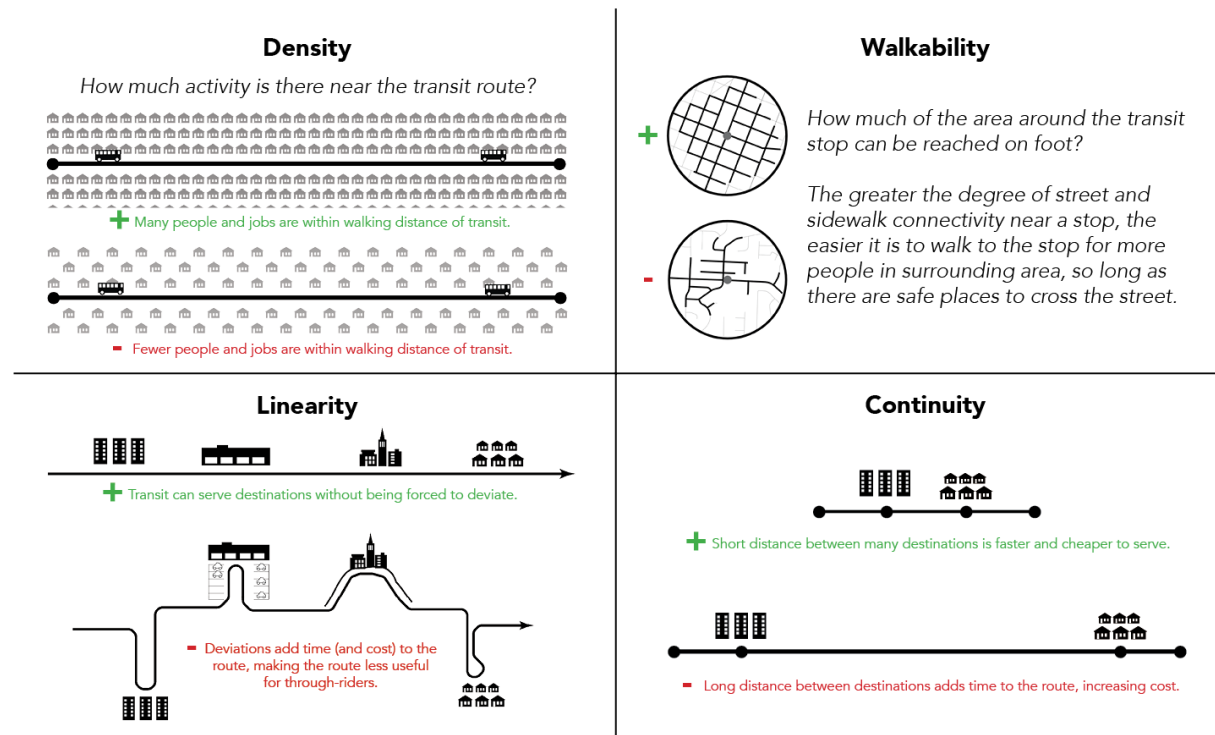 Density
How much activity is there near the transit route?
+ Many people and jobs are within walking distance of transit.
- Fewer people and jobs are within walking distance of transit.
Walkability
+
How much of the area around the transit
stop can be reached on foot?
The greater the degree of street and
sidewalk connectivity near a stop, the
easier it is to walk to the stop for more
people in surrounding area, so long as
there are safe places to cross the street.
-
Linearity
+ Transit can serve destinations without being forced to deviate.
- Deviations add time (and cost) to the
route, making the route less useful
for through-riders.
Continuity
+ Short distance between many destinations is faster and cheaper to serve.
- Long distance between destinations adds time to the route, increasing cost.